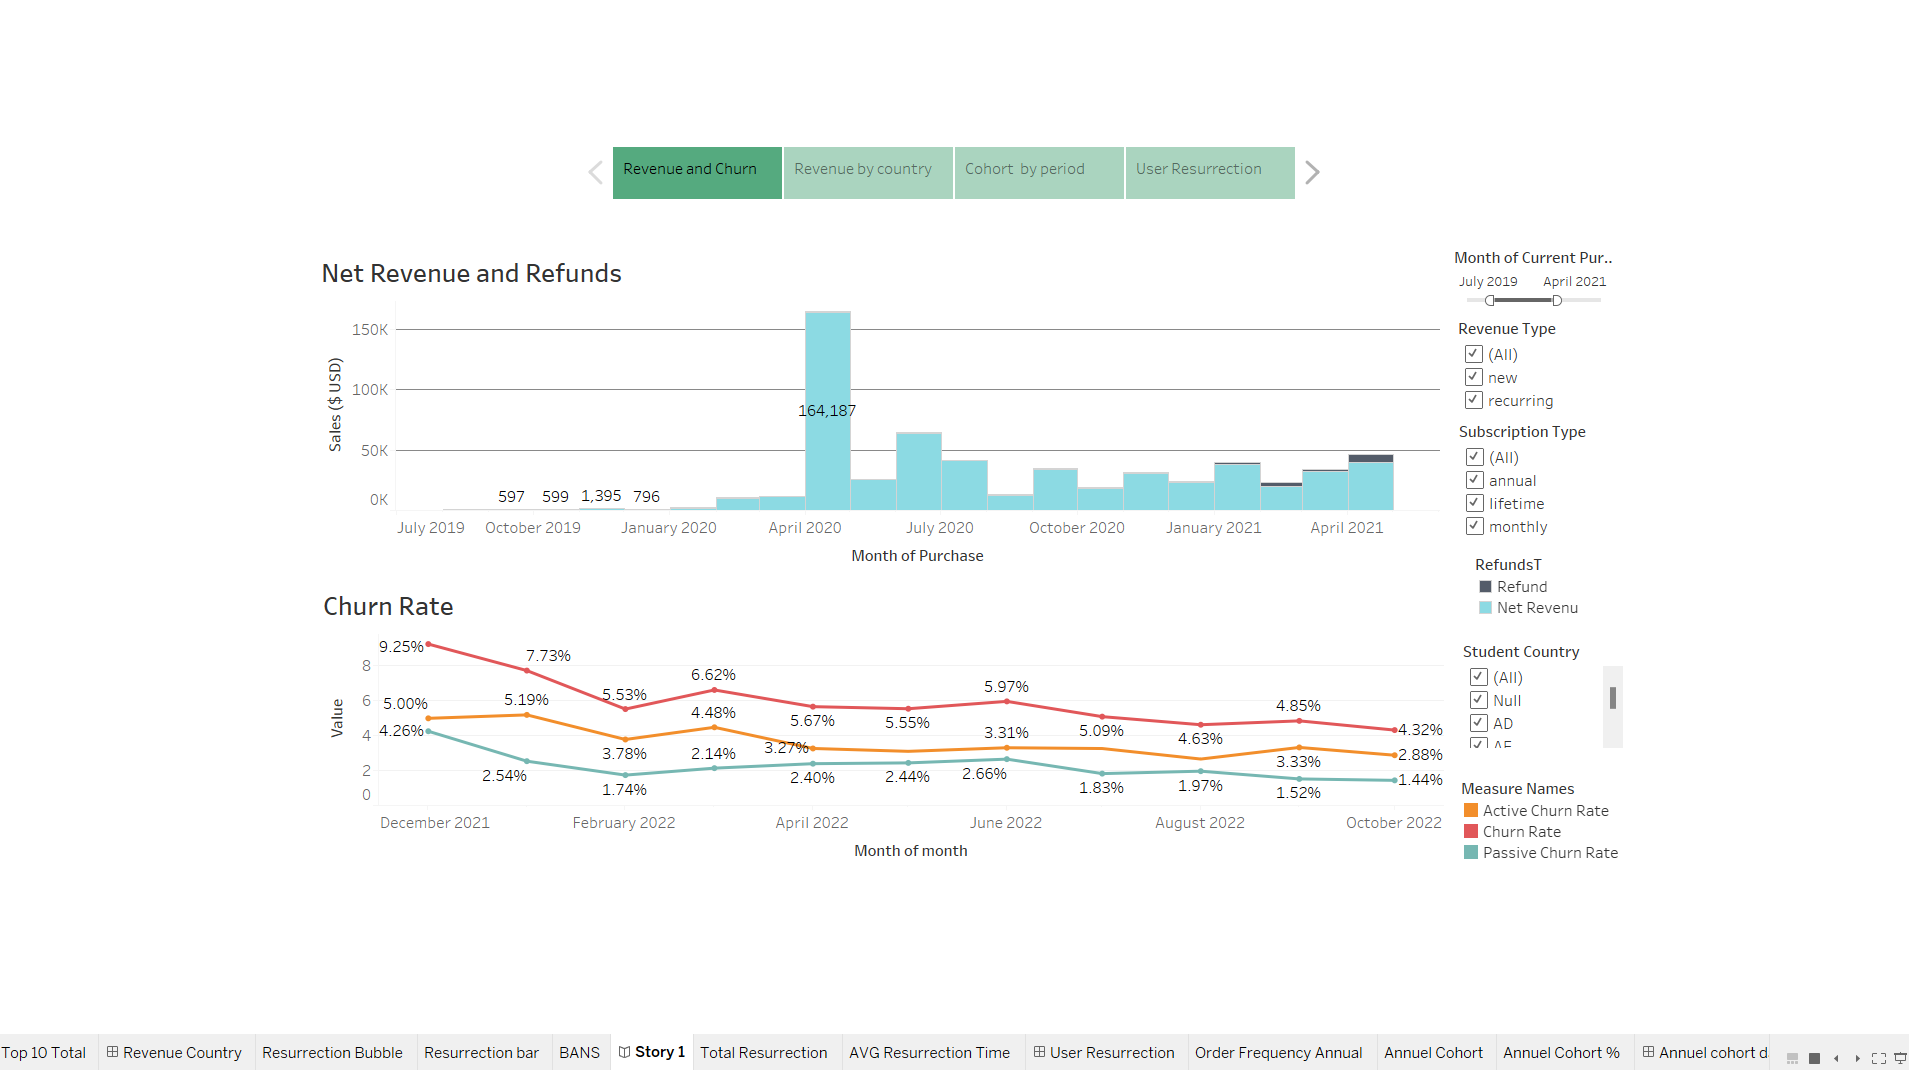 Revenue and Churn
Revenue by country
Cohort by period
User Resurrection
Net Revenue and Refunds
Sales ($ USD)
150K
100K
50K
0K
164,187
597
599
1,395
796
July 2019
October 2019
January 2020
April 2020
July 2020
October 2020
January 2021
April 2021
Month of Purchase
Churn Rate
Value
8
6
4
2
0
9.25%
7.73%
5.53%
6.62%
5.67%
5.55%
5.97%
5.09%
4.63%
4.85%
4.32%
5.00%
5.19%
3.78%
4.48%
3.27%
3.31%
3.33%
2.88%
4.26%
2.54%
1.74%
2.14%
2.40%
2.44%
2.66%
1.83%
1.97%
1.52%
1.44%
December 2021
February 2022
April 2022
June 2022
August 2022
October 2022
Month of month
Month of Current Pur..
July 2019
April 2021
Revenue Type
(All)
new
recurring
Subscription Type
(All)
annual
lifetime
monthly
RefundsT
Refund
Net Revenu
Student Country
(All)
Null
AD
Measure Names
Active Churn Rate
Churn Rate
Passive Churn Rate
Top 10 Total
Revenue Country
Resurrection Bubble
Resurrection bar
BANS
Story 1
Total Resurrection
AVG Resurrection Time
User Resurrection
Order Frequency Annual
Annuel Cohort
Annuel Cohort %
Annuel cohort d